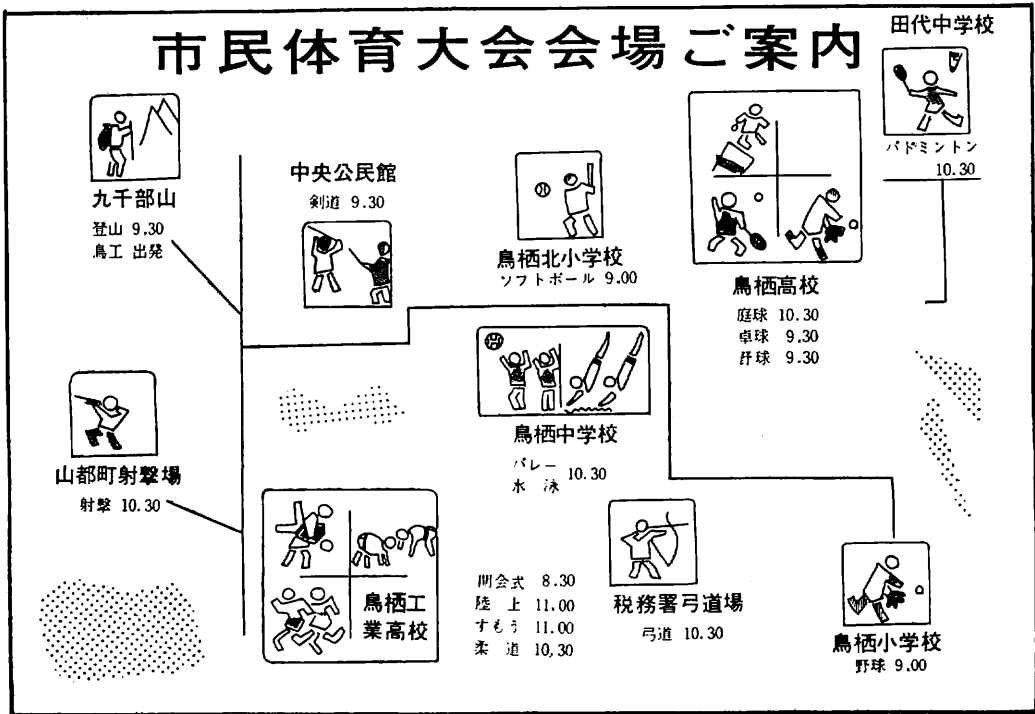 市民体育大会会場ご案内
田代中学校
バドミントン
10.30
九千部山
登山 9.30
鳥工 出発
中央公民館
剣道 9.30
鳥栖北小学校
ソフトボール 9.00
鳥栖高校
庭球 10.30
卓球 9.30
野球 9.30
鳥栖中学校
バレー
水泳
10.30
山都町射撃場
射撃 10.30
鳥栖工
業高校
開会式 8.30
陸上 11.00
すもう 11.00
柔道 10,30
税務署弓道場
弓道 10.30
鳥栖小学校
野球 9.00